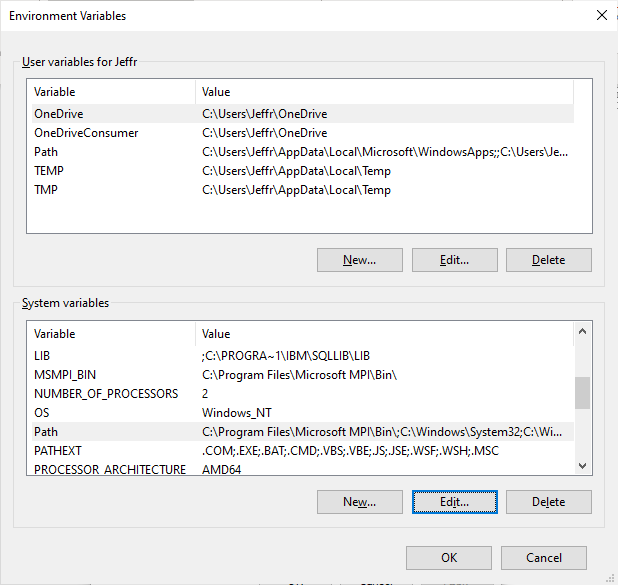 Environment Variables
User variables for Jeffr
Variable Value
OneDrive C:\Users\Jeffr\OneDrive
OneDriveConsumer C:\Users\Jeffr\OneDrive
Path C:\Users\Jeffr\AppData\Local\Microsoft\WindowsApps;;C:\Users\Je...
TEMP C:\Users\Jeffr\AppData\Local\Temp
TMP C:\Users\Jeffr\AppData\Local\Temp
New... Edit... Delete
System variables
Variable Value
LIB ;C:\PROGRA~1\IBM\SQLLIB\LIB
MSMPI_BIN C:\Program Files\Microsoft MPI\Bin\
NUMBER_OF_PROCESSORS 2
OS Windows_NT
Path C:\Program Files\Microsoft MPI\Bin\;C:\Windows\System32;C:\Wi...
PATHEXT .COM;.EXE;.BAT;.CMD;.VBS;.VBE;.JS;.JSE;.WSF;.WSH;.MSC
PROCESSOR_ARCHITECTURE AMD64
New... Edit... Delete
OK Cancel